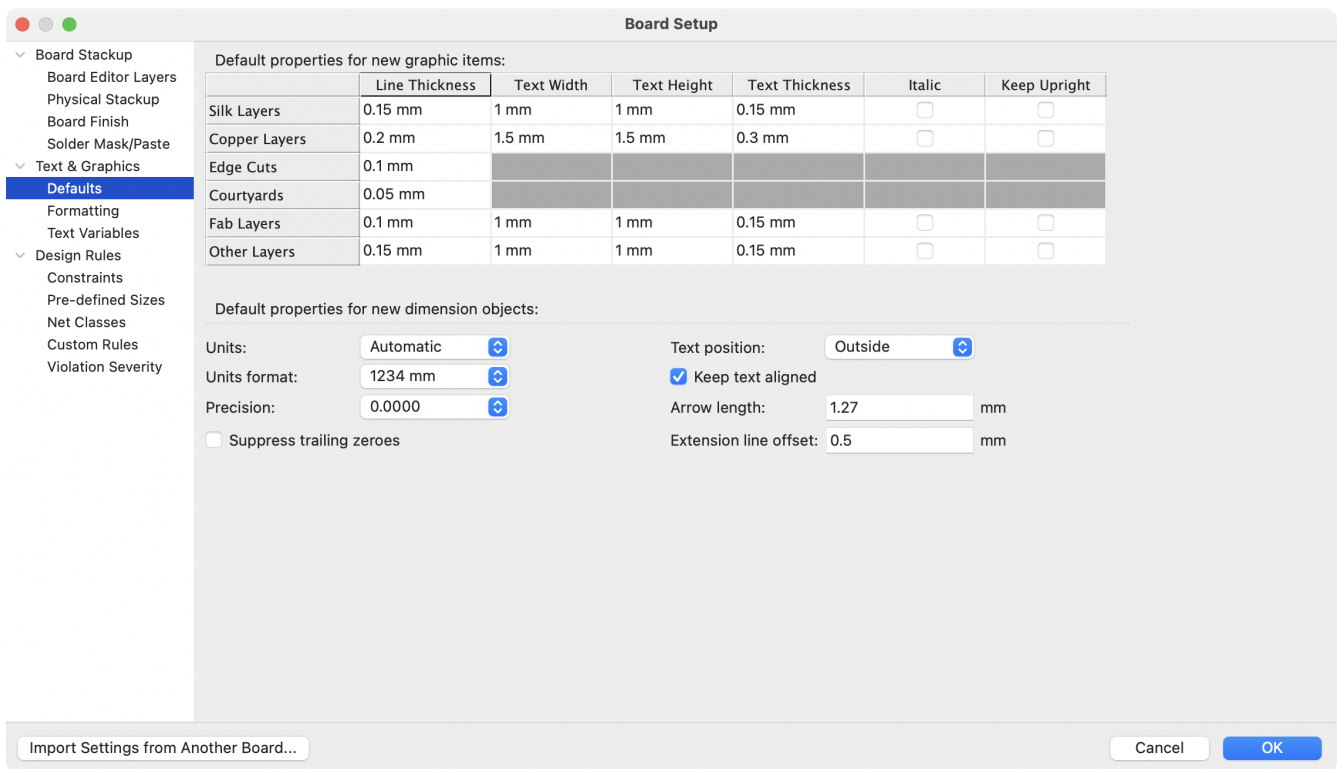 Board Setup
Board Stackup
Board Editor Layers
Physical Stackup
Board Finish
Solder Mask/Paste
Text & Graphics
Defaults
Formatting
Text Variables
Design Rules
Constraints
Pre-defined Sizes
Net Classes
Custom Rules
Violation Severity
Default properties for new graphic items:
Line Thickness Text Width Text Height Text Thickness Italic Keep Upright
Silk Layers 0.15 mm 1 mm 1 mm 0.15 mm
Copper Layers 0.2 mm 1.5 mm 1.5 mm 0.3 mm
Edge Cuts 0.1 mm
Courtyards 0.05 mm
Fab Layers 0.1 mm 1 mm 1 mm 0.15 mm
Other Layers 0.15 mm 1 mm 1 mm 0.15 mm
Default properties for new dimension objects:
Units: Automatic Text position: Outside
Units format: 1234 mm Keep text aligned
Precision: 0.0000 Arrow length: 1.27 mm
Suppress trailing zeroes Extension line offset: 0.5 mm
Import Settings from Another Board... Cancel OK